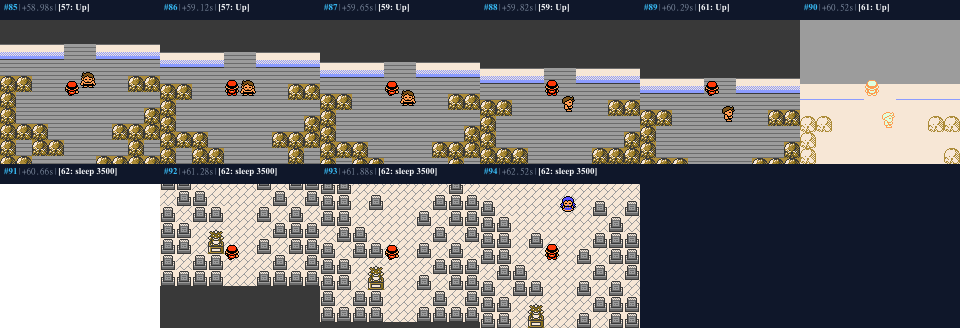 #85|+58.98s| [57: Up]
#86|+59.12s| [57: Up]
#87|+59.65s| [59: Up]
#88|+59.82s| [59: Up]
#89|+60.29s| [61: Up]
#90|+60.52s| [61: Up]
#91|+60.66s| [62: sleep 3500]
#92|+61.28s| [62: sleep 3500]
#93|+61.88s| [62: sleep 3500]
#94|+62.52s| [62: sleep 3500]